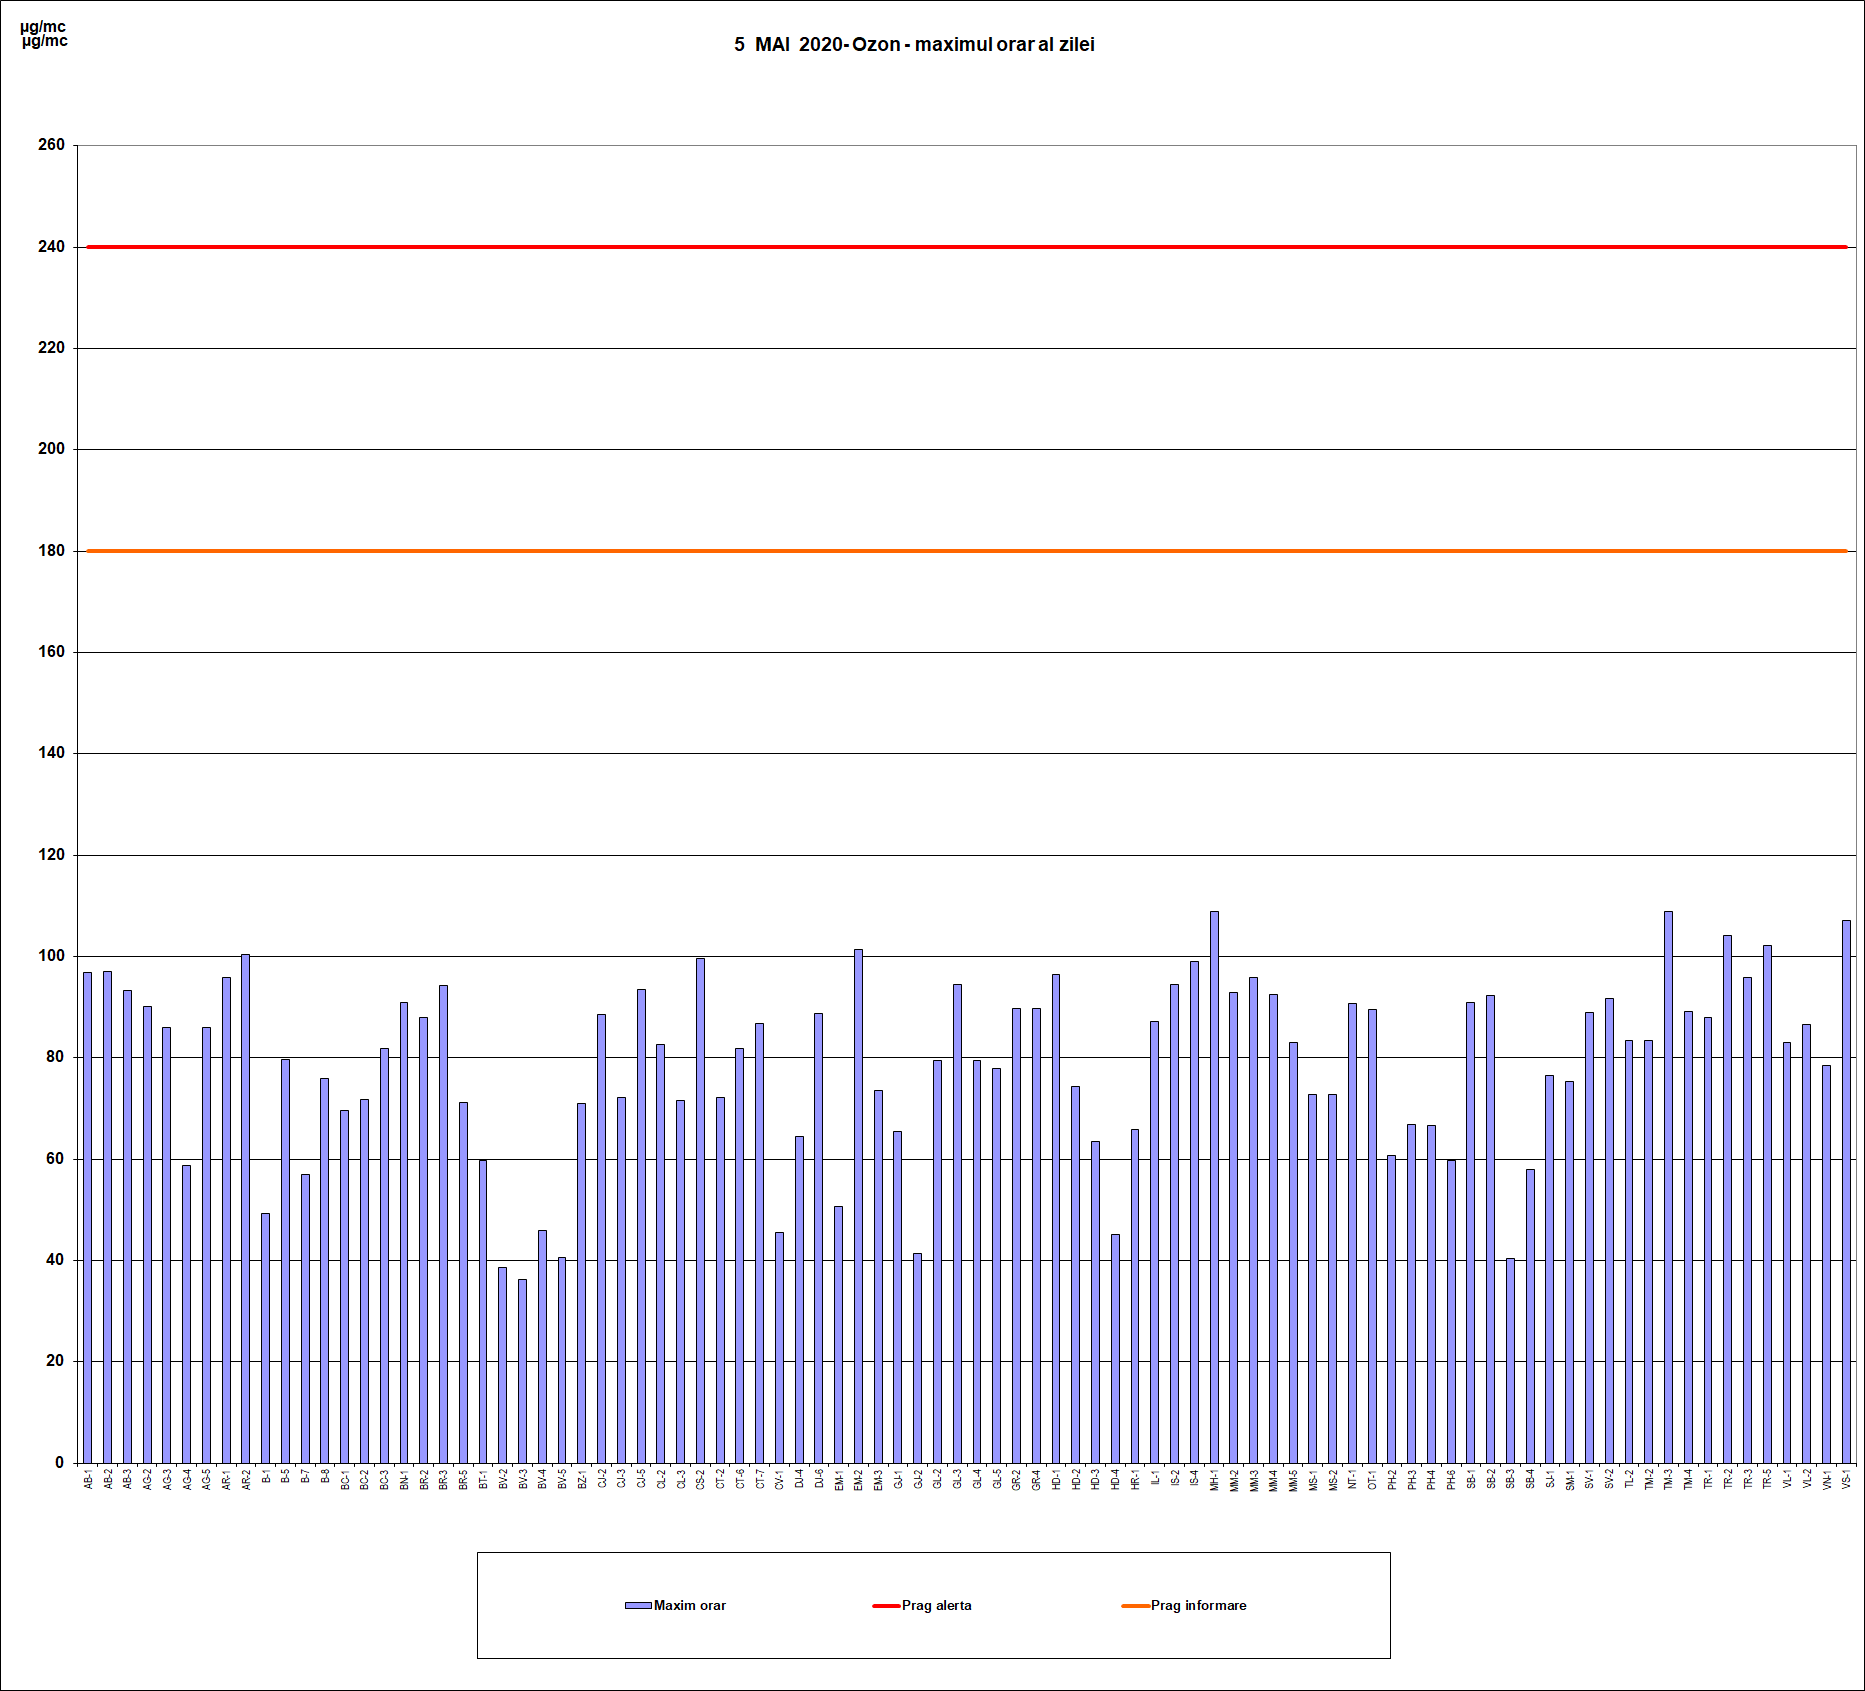 µg/mc
µg/mc
5 MAI 2020- Ozon - maximul orar al zilei
260
240
220
200
180
160
140
120
100
80
60
40
20
0
AB-1 AB-2 AB-3 AG-2 AG-3 AG-4 AG-5 AR-1 AR-2 B-1 B-5 B-7 B-8 BC-1 BC-2 BC-3 BN-1 BR-2 BR-3 BR-5 BT-1 BV-2 BV-3 BV-4 BV-5 BZ-1 CJ-2 CJ-3 CJ-5 CL-2 CL-3 CS-2 CT-2 CT-6 CT-7 CV-1 DJ-4 DJ-6 EM-1 EM-2 EM-3 GJ-1 GJ-2 GL-2 GL-3 GL-4 GL-5 GR-2 GR-4 HD-1 HD-2 HD-3 HD-4 HR-1 IL-1 IS-2 IS-4 MH-1 MM-2 MM-3 MM-4 MM-5 MS-1 MS-2 NT-1 OT-1 PH-2 PH-3 PH-4 PH-6 SB-1 SB-2 SB-3 SB-4 SJ-1 SM-1 SV-1 SV-2 TL-2 TM-2 TM-3 TM-4 TR-1 TR-2 TR-3 TR-5 VL-1 VL-2 VN-1 VS-1
Maxim orar Prag alerta Prag informare